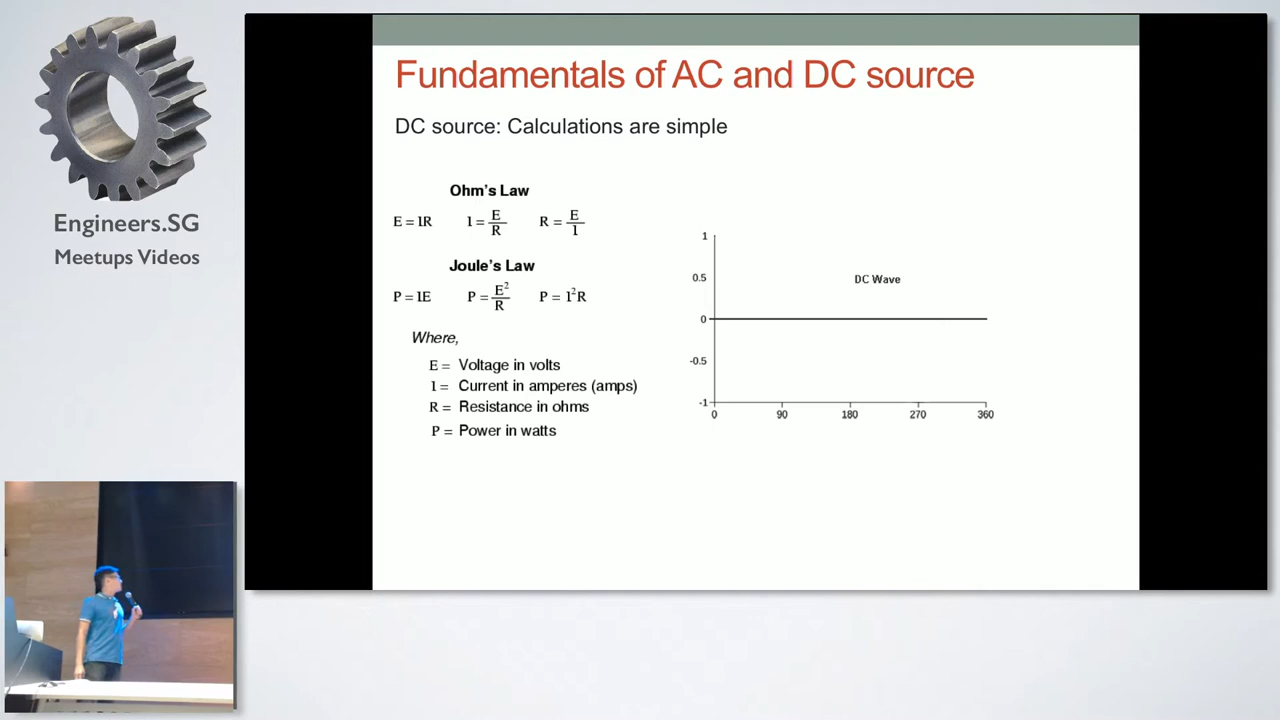 Engineers.SG
Meetups Videos
Fundamentals of AC and DC source
DC source: Calculations are simple
Ohm's Law
E = IR I = E/R R = E/I
Joule's Law
P = IE P = E²/R P = I²R
Where,
E = Voltage in volts
I = Current in amperes (amps)
R = Resistance in ohms
P = Power in watts
DC Wave
1
0.5
0
-0.5
-1
0 90 180 270 360